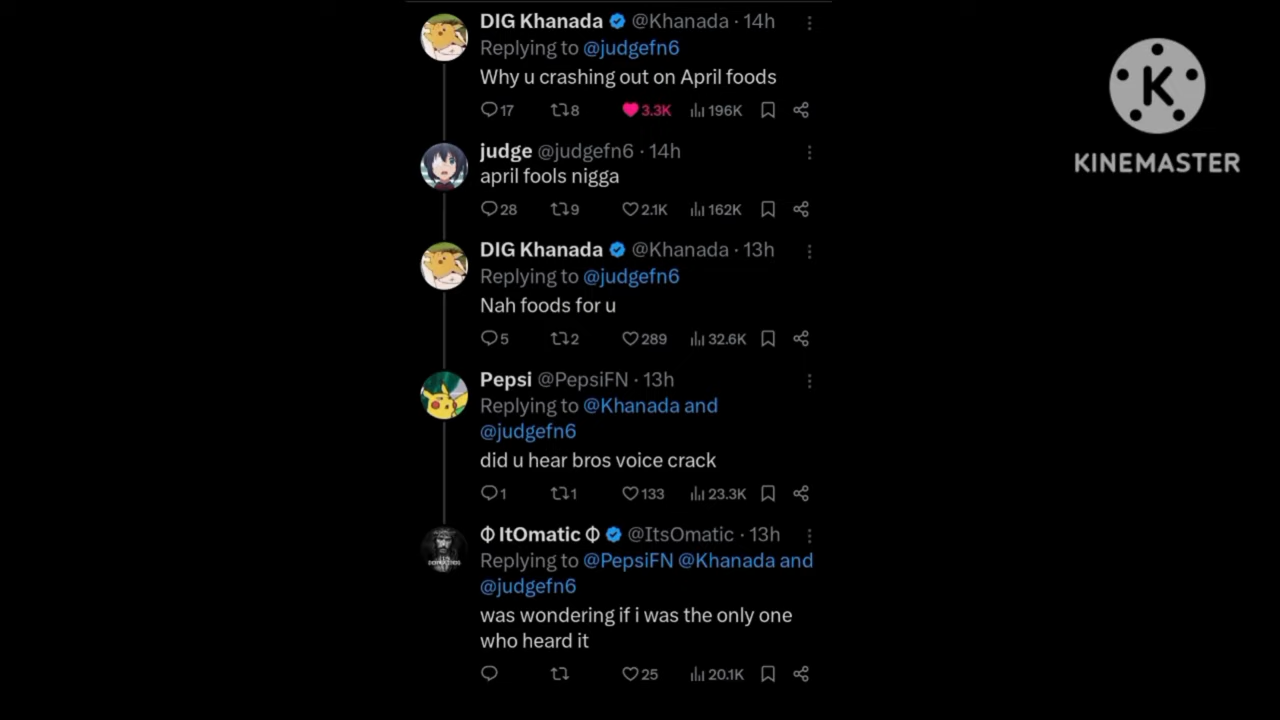 DIG Khanada @Khanada · 14h
Replying to @judgefn6
Why u crashing out on April foods
17 8 3.3K 196K
judge @judgefn6 · 14h
april fools nigga
28 9 2.1K 162K
DIG Khanada @Khanada · 13h
Replying to @judgefn6
Nah foods for u
5 2 289 32.6K
Pepsi @PepsiFN · 13h
Replying to @Khanada and
@judgefn6
did u hear bros voice crack
1 1 133 23.3K
Φ ItOmatic Φ @ItsOmatic · 13h
Replying to @PepsiFN @Khanada and
@judgefn6
was wondering if i was the only one
who heard it
25 20.1K
K
KINEMASTER